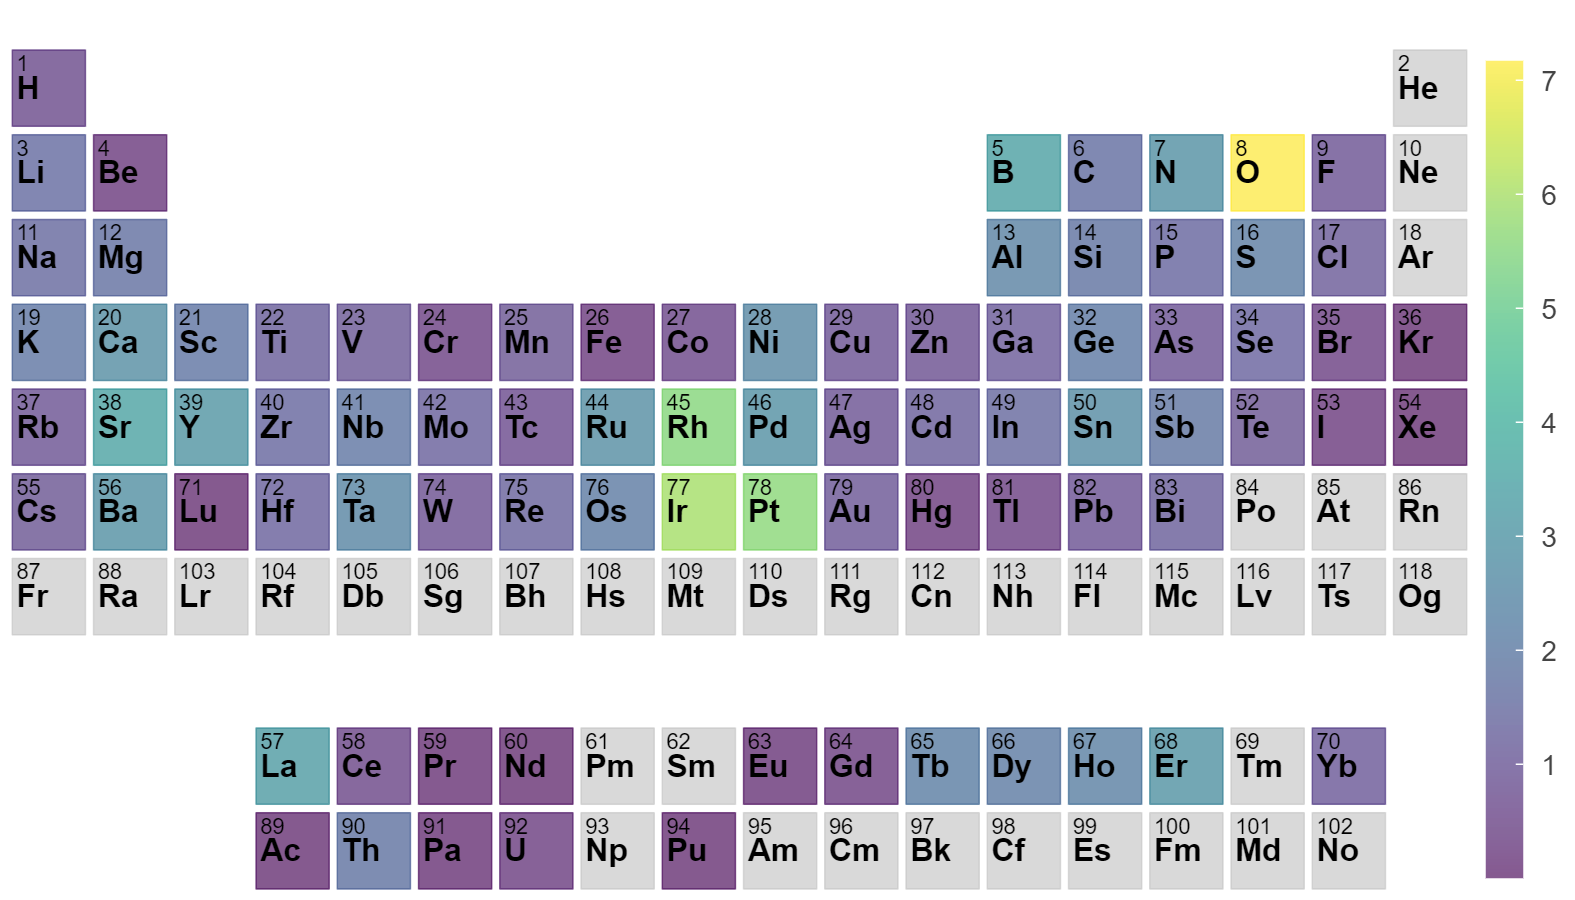 1 2
H He
3 4 5 6 7 8 9 10
Li Be B C N O F Ne
11 12 13 14 15 16 17 18
Na Mg Al Si P S Cl Ar
19 20 21 22 23 24 25 26 27 28 29 30 31 32 33 34 35 36
K Ca Sc Ti V Cr Mn Fe Co Ni Cu Zn Ga Ge As Se Br Kr
37 38 39 40 41 42 43 44 45 46 47 48 49 50 51 52 53 54
Rb Sr Y Zr Nb Mo Tc Ru Rh Pd Ag Cd In Sn Sb Te I Xe
55 56 71 72 73 74 75 76 77 78 79 80 81 82 83 84 85 86
Cs Ba Lu Hf Ta W Re Os Ir Pt Au Hg Tl Pb Bi Po At Rn
87 88 103 104 105 106 107 108 109 110 111 112 113 114 115 116 117 118
Fr Ra Lr Rf Db Sg Bh Hs Mt Ds Rg Cn Nh Fl Mc Lv Ts Og
57 58 59 60 61 62 63 64 65 66 67 68 69 70
La Ce Pr Nd Pm Sm Eu Gd Tb Dy Ho Er Tm Yb
89 90 91 92 93 94 95 96 97 98 99 100 101 102
Ac Th Pa U Np Pu Am Cm Bk Cf Es Fm Md No
7
6
5
4
3
2
1